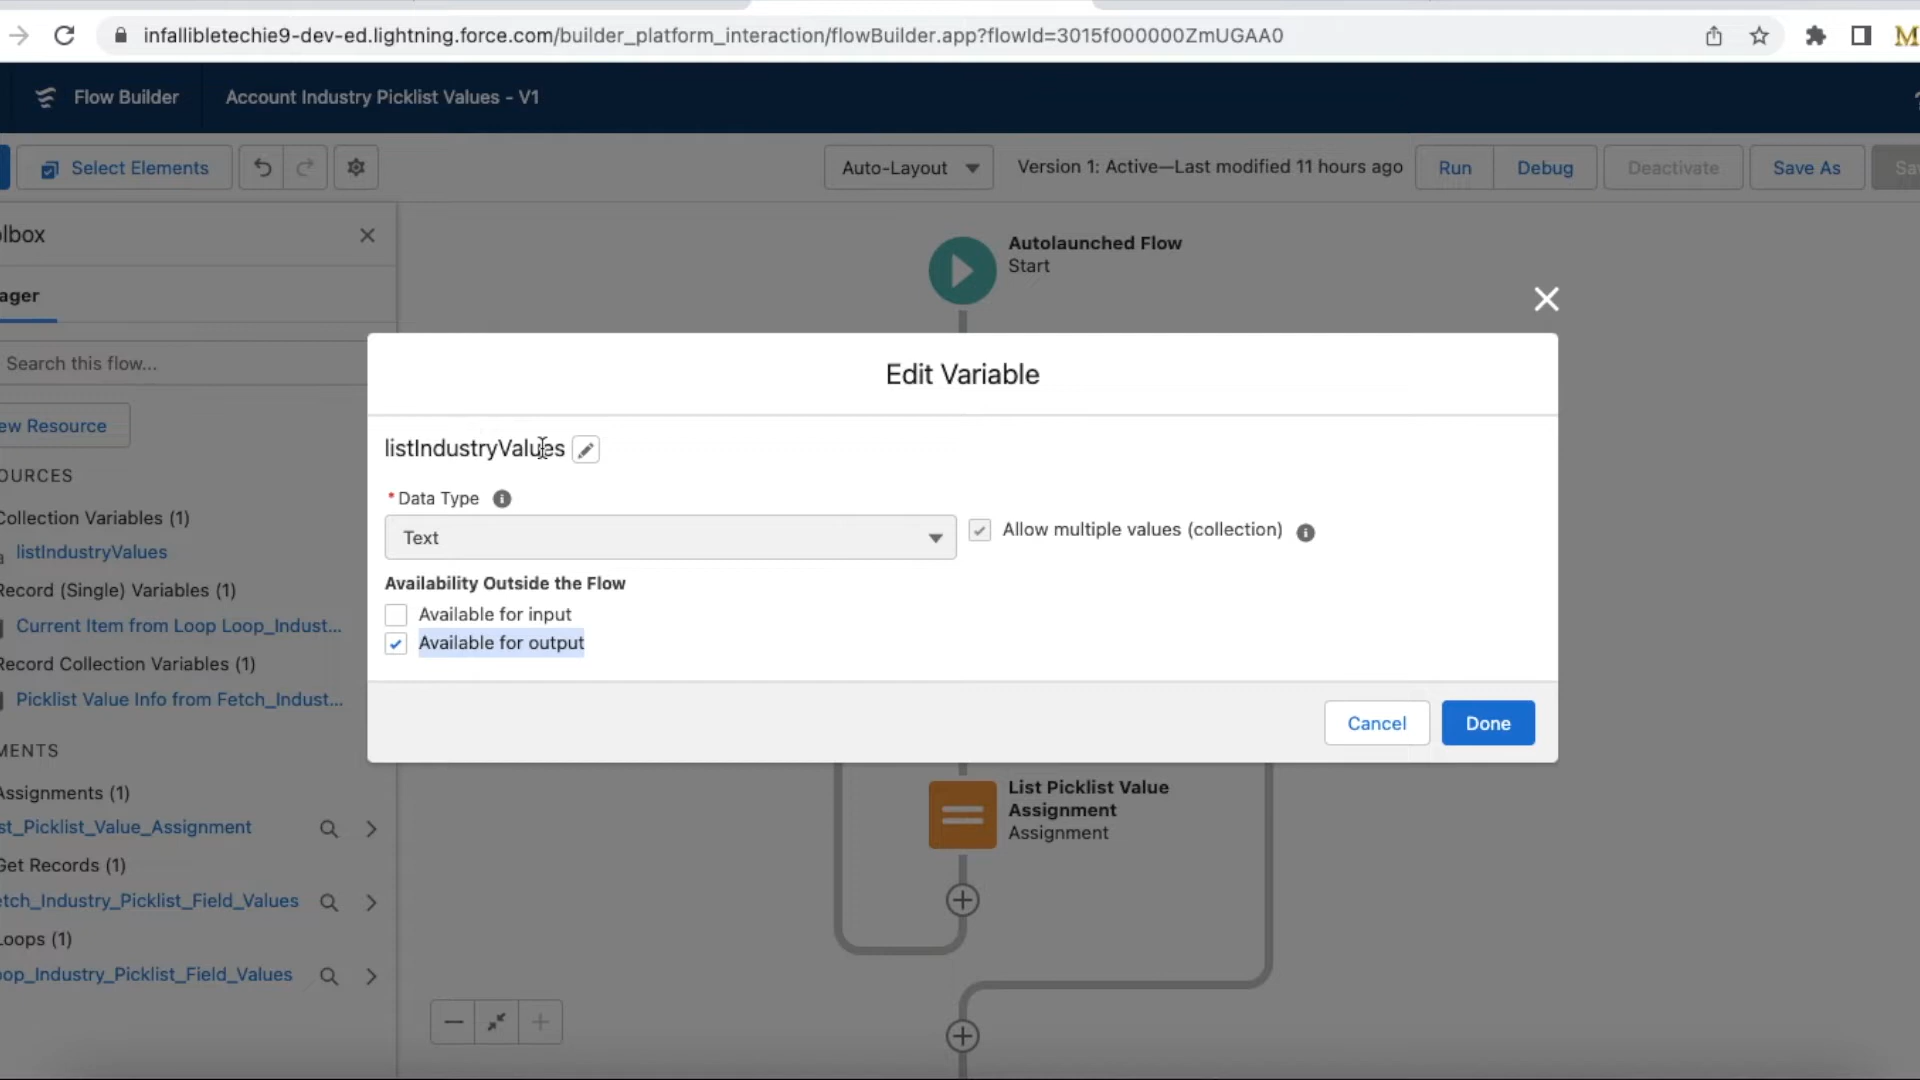 infallibletechie9-dev-ed.lightning.force.com/builder_platform_interaction/flowBuilder.app?flowId=3015f000000ZmUGAA0
Flow Builder
Account Industry Picklist Values - V1
Select Elements
Auto-Layout
Version 1: Active—Last modified 11 hours ago
Run
Debug
Deactivate
Save As
Sav
lbox
ager
Search this flow...
ew Resource
OURCES
Collection Variables (1)
listIndustryValues
Record (Single) Variables (1)
Current Item from Loop Loop_Indust...
Record Collection Variables (1)
Picklist Value Info from Fetch_Indust...
MENTS
Assignments (1)
st_Picklist_Value_Assignment
Get Records (1)
etch_Industry_Picklist_Field_Values
Loops (1)
oop_Industry_Picklist_Field_Values
Autolaunched Flow
Start
Edit Variable
listIndustryValues
* Data Type
Text
Allow multiple values (collection)
Availability Outside the Flow
Available for input
Available for output
Cancel
Done
List Picklist Value
Assignment
Assignment